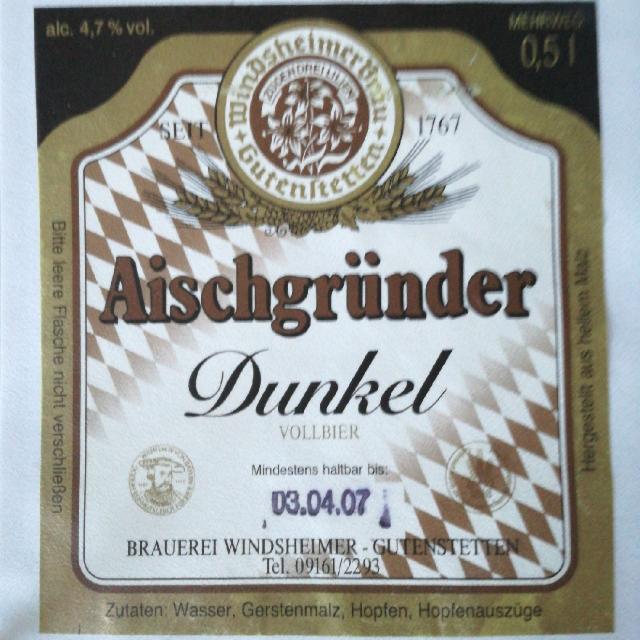 alc. 4,7 % vol.
MEHRWEG
0,5 l
Windsheimer Bräu
TUGENDREI LILIEN
Gutenstetten
SEIT 1767
Aischgründer
Dunkel
VOLLBIER
Mindestens haltbar bis:
03.04.07
BRAUEREI WINDSHEIMER - GUTENSTETTEN
Tel. 09161/2293
Zutaten: Wasser, Gerstenmalz, Hopfen, Hopfenauszüge
Bitte leere Flasche nicht verschließen
Hergestellt aus hellem Malz